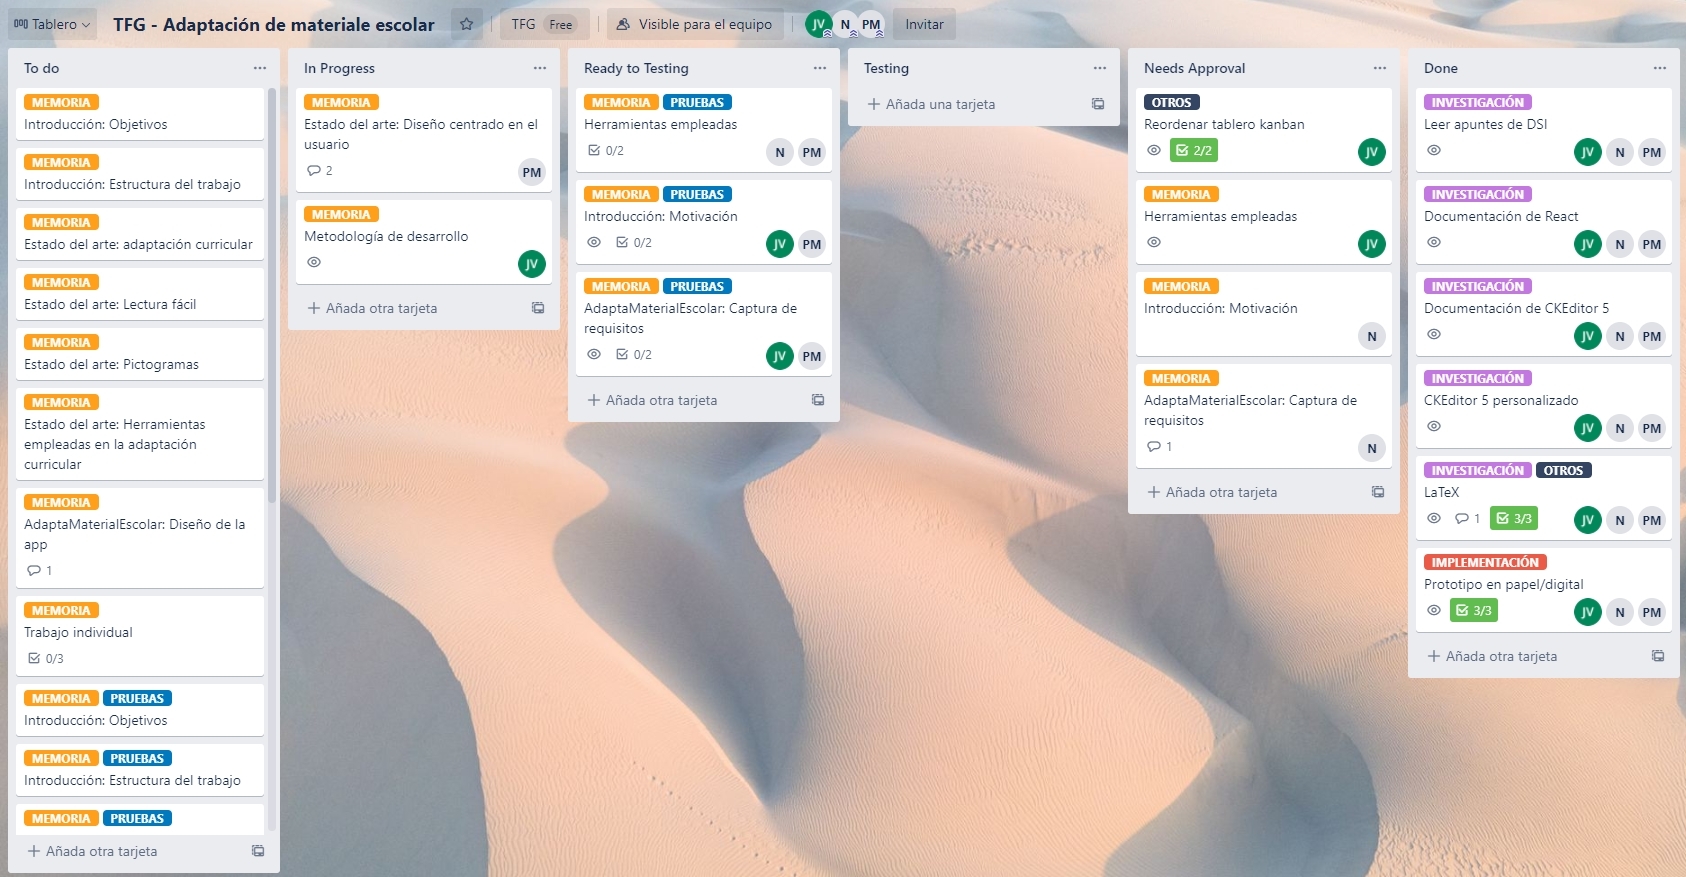 Tablero
TFG - Adaptación de materiale escolar
TFG Free
Visible para el equipo
JV N PM
Invitar
To do
MEMORIA
Introducción: Objetivos
MEMORIA
Introducción: Estructura del trabajo
MEMORIA
Estado del arte: adaptación curricular
MEMORIA
Estado del arte: Lectura fácil
MEMORIA
Estado del arte: Pictogramas
MEMORIA
Estado del arte: Herramientas
empleadas en la adaptación
curricular
MEMORIA
AdaptaMaterialEscolar: Diseño de la
app
1
MEMORIA
Trabajo individual
0/3
MEMORIA PRUEBAS
Introducción: Objetivos
MEMORIA PRUEBAS
Introducción: Estructura del trabajo
MEMORIA PRUEBAS
+ Añada otra tarjeta
In Progress
MEMORIA
Estado del arte: Diseño centrado en el
usuario
2 PM
MEMORIA
Metodología de desarrollo
JV
+ Añada otra tarjeta
Ready to Testing
MEMORIA PRUEBAS
Herramientas empleadas
0/2 N PM
MEMORIA PRUEBAS
Introducción: Motivación
0/2 JV PM
MEMORIA PRUEBAS
AdaptaMaterialEscolar: Captura de
requisitos
0/2 JV PM
+ Añada otra tarjeta
Testing
+ Añada una tarjeta
Needs Approval
OTROS
Reordenar tablero kanban
2/2 JV
MEMORIA
Herramientas empleadas
JV
MEMORIA
Introducción: Motivación
N
MEMORIA
AdaptaMaterialEscolar: Captura de
requisitos
1 N
+ Añada otra tarjeta
Done
INVESTIGACIÓN
Leer apuntes de DSI
JV N PM
INVESTIGACIÓN
Documentación de React
JV N PM
INVESTIGACIÓN
Documentación de CKEditor 5
JV N PM
INVESTIGACIÓN
CKEditor 5 personalizado
JV N PM
INVESTIGACIÓN OTROS
LaTeX
1 3/3 JV N PM
IMPLEMENTACIÓN
Prototipo en papel/digital
3/3 JV N PM
+ Añada otra tarjeta